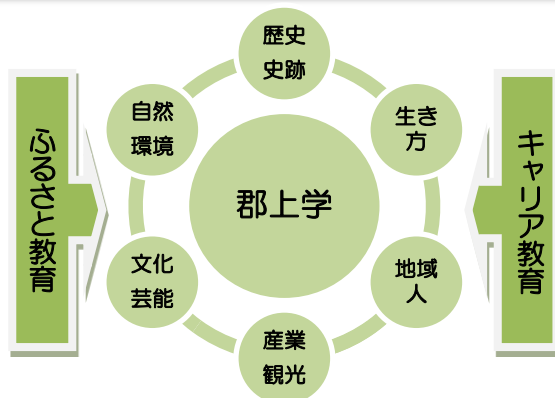 歴史
史跡
自然
環境
生き
方
ふるさと教育
郡上学
キャリア教育
文化
芸能
地域
人
産業
観光